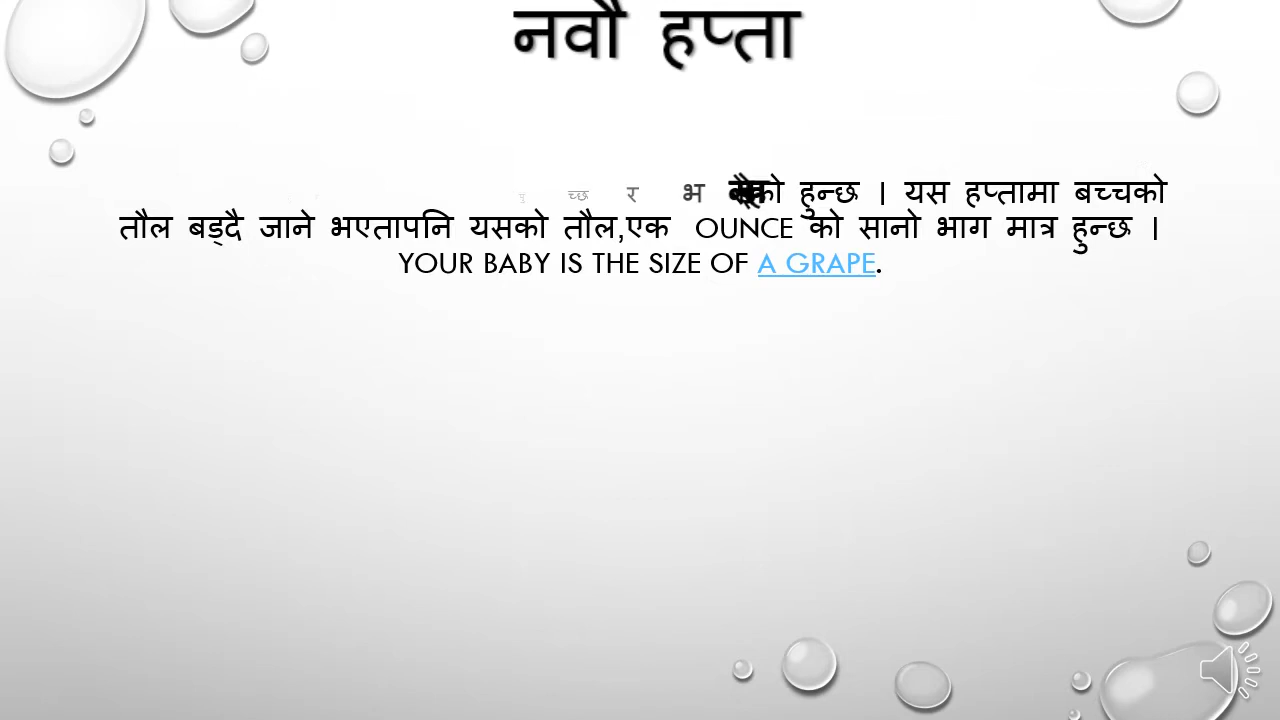 नवौ हप्ता
र भ को हुन्छ । यस हप्तामा बच्चको
तौल बड्दै जाने भएतापनि यसको तौल,एक OUNCE को सानो भाग मात्र हुन्छ ।
YOUR BABY IS THE SIZE OF A GRAPE.